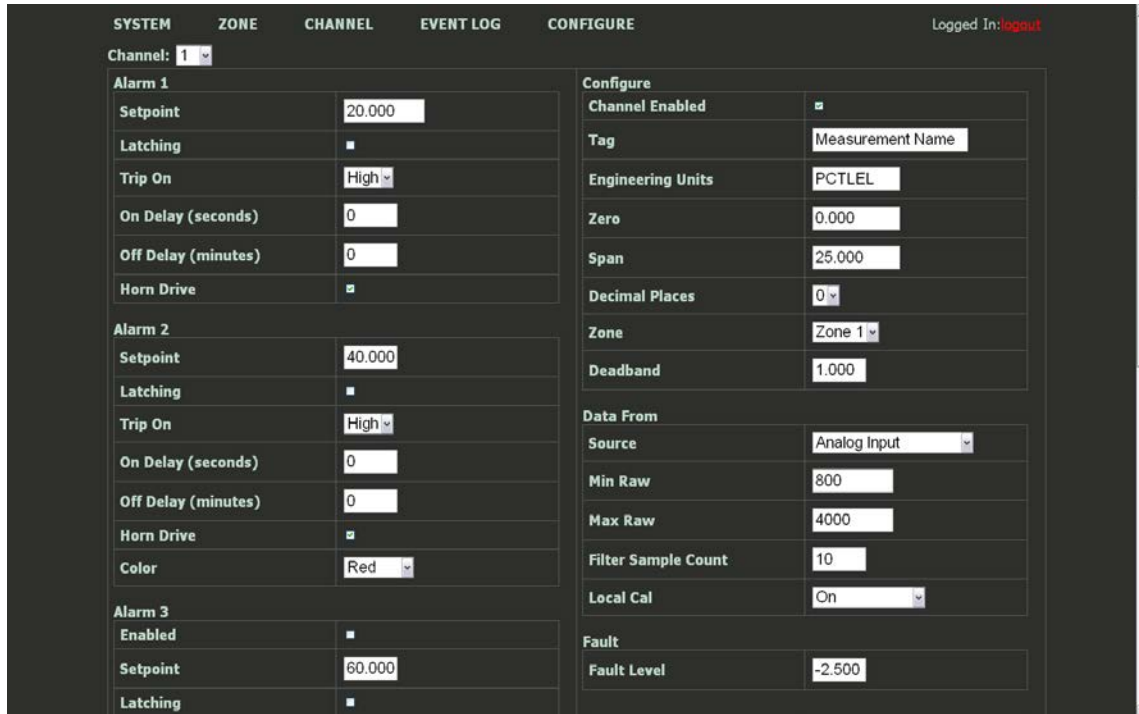 SYSTEM ZONE CHANNEL EVENT LOG CONFIGURE Logged In:logout
Channel: 1
Alarm 1
Setpoint 20.000
Latching
Trip On High
On Delay (seconds) 0
Off Delay (minutes) 0
Horn Drive
Alarm 2
Setpoint 40.000
Latching
Trip On High
On Delay (seconds) 0
Off Delay (minutes) 0
Horn Drive
Color Red
Alarm 3
Enabled
Setpoint 60.000
Latching
Configure
Channel Enabled
Tag Measurement Name
Engineering Units PCTLEL
Zero 0.000
Span 25.000
Decimal Places 0
Zone Zone 1
Deadband 1.000
Data From
Source Analog Input
Min Raw 800
Max Raw 4000
Filter Sample Count 10
Local Cal On
Fault
Fault Level -2.500